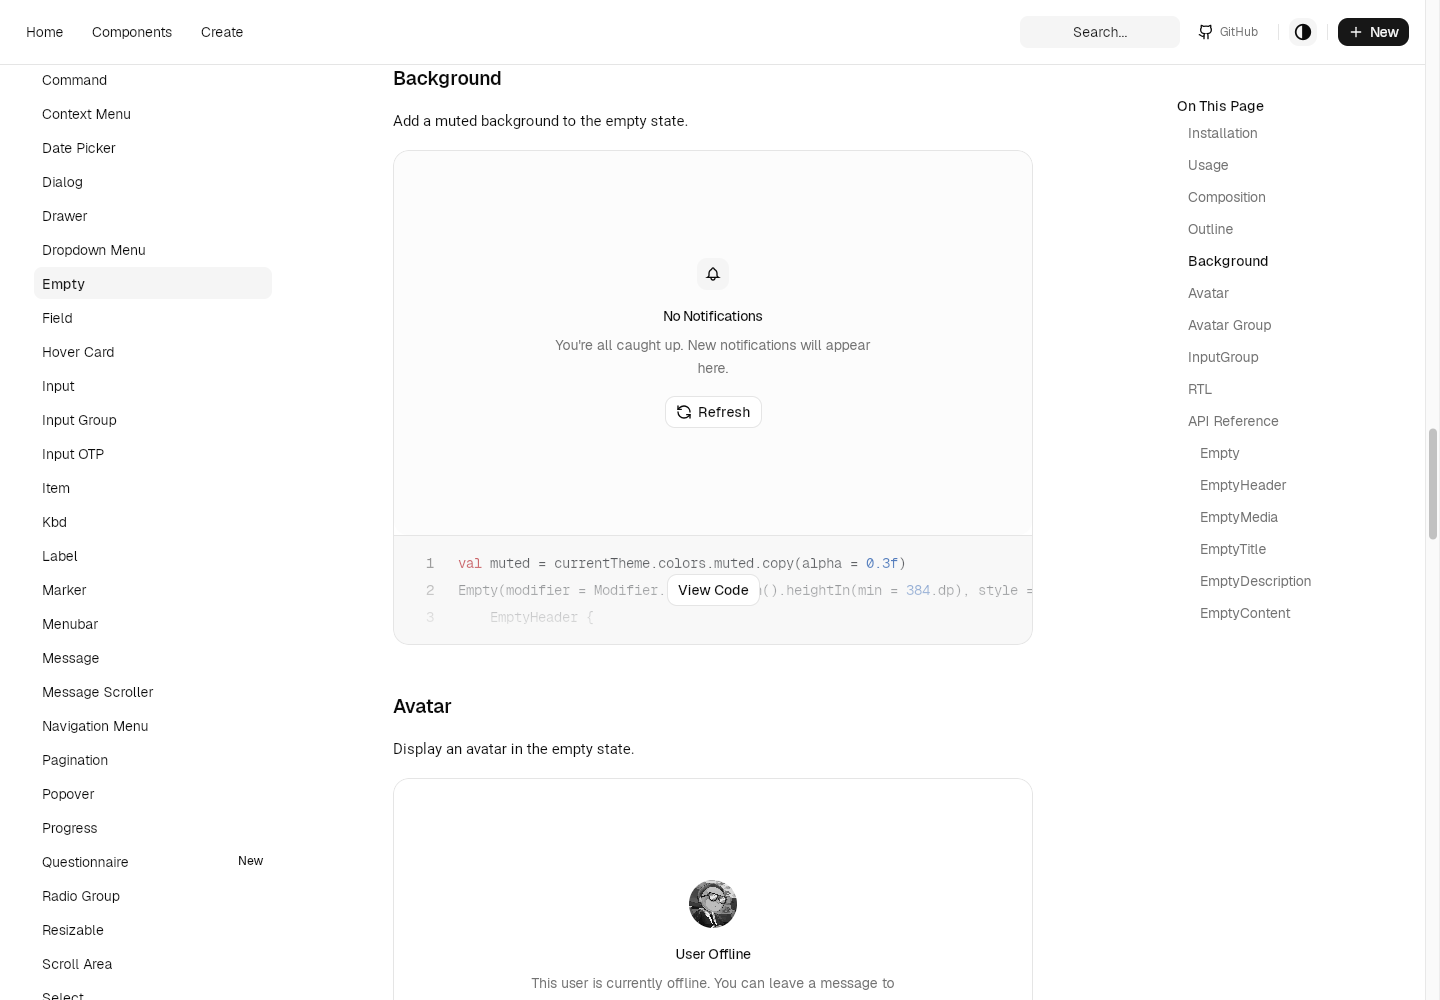 Home
Components
Create
Search...
GitHub
New
Command
Context Menu
Date Picker
Dialog
Drawer
Dropdown Menu
Empty
Field
Hover Card
Input
Input Group
Input OTP
Item
Kbd
Label
Marker
Menubar
Message
Message Scroller
Navigation Menu
Pagination
Popover
Progress
Questionnaire New
Radio Group
Resizable
Scroll Area
Select
Background
Add a muted background to the empty state.
No Notifications
You're all caught up. New notifications will appear
here.
Refresh
1 val muted = currentTheme.colors.muted.copy(alpha = 0.3f)
2 Empty(modifier = Modifier. ().heightIn(min = 384.dp), style =
View Code
3 EmptyHeader {
Avatar
Display an avatar in the empty state.
User Offline
This user is currently offline. You can leave a message to
On This Page
Installation
Usage
Composition
Outline
Background
Avatar
Avatar Group
InputGroup
RTL
API Reference
Empty
EmptyHeader
EmptyMedia
EmptyTitle
EmptyDescription
EmptyContent